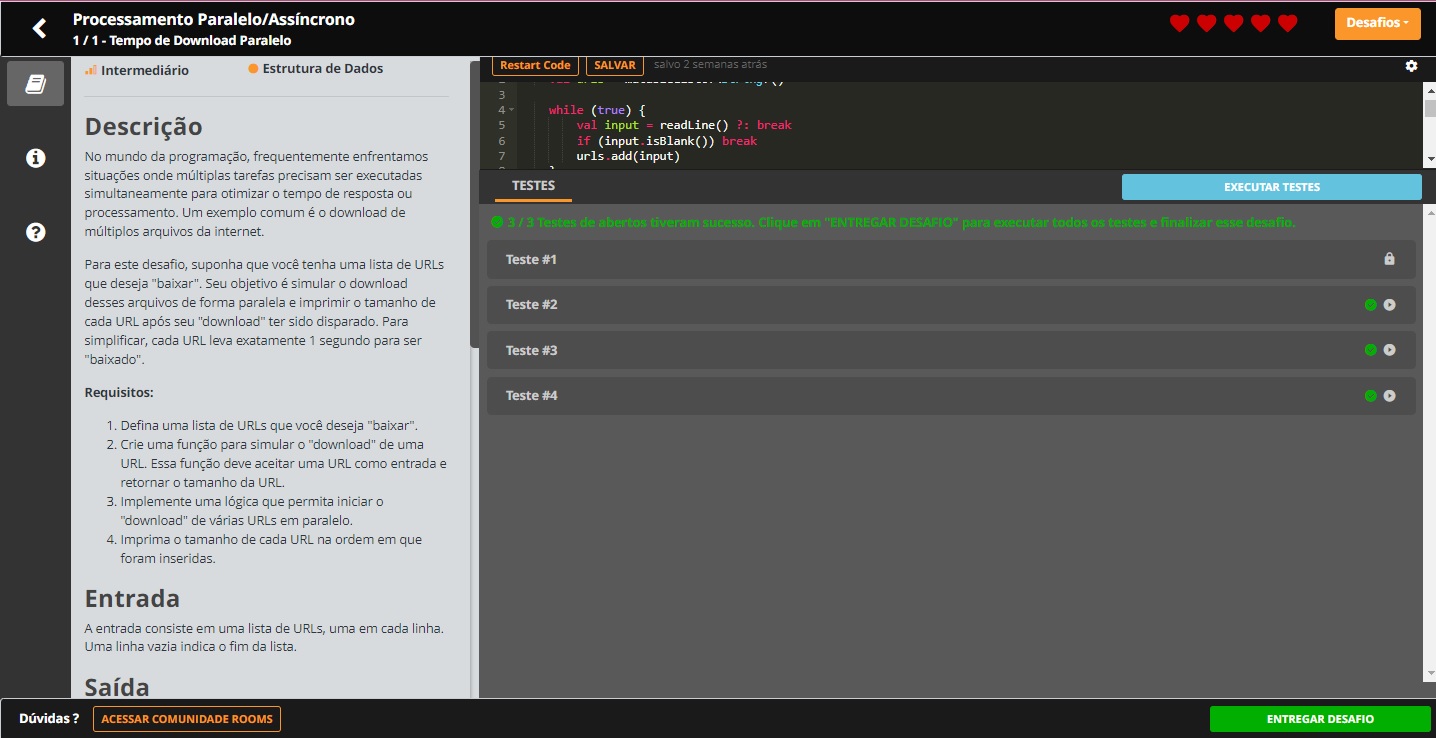 Processamento Paralelo/Assíncrono
1 / 1 - Tempo de Download Paralelo
Desafios
Intermediário
Estrutura de Dados
Descrição
No mundo da programação, frequentemente enfrentamos
situações onde múltiplas tarefas precisam ser executadas
simultaneamente para otimizar o tempo de resposta ou
processamento. Um exemplo comum é o download de
múltiplos arquivos da internet.
Para este desafio, suponha que você tenha uma lista de URLs
que deseja "baixar". Seu objetivo é simular o download
desses arquivos de forma paralela e imprimir o tamanho de
cada URL após seu "download" ter sido disparado. Para
simplificar, cada URL leva exatamente 1 segundo para ser
"baixado".
Requisitos:
1. Defina uma lista de URLs que você deseja "baixar".
2. Crie uma função para simular o "download" de uma
URL. Essa função deve aceitar uma URL como entrada e
retornar o tamanho da URL.
3. Implemente uma lógica que permita iniciar o
"download" de várias URLs em paralelo.
4. Imprima o tamanho de cada URL na ordem em que
foram inseridas.
Entrada
A entrada consiste em uma lista de URLs, uma em cada linha.
Uma linha vazia indica o fim da lista.
Saída
Restart Code
SALVAR
salvo 2 semanas atrás
3
4 while (true) {
5 val input = readLine() ?: break
6 if (input.isBlank()) break
7 urls.add(input)
TESTES
EXECUTAR TESTES
3 / 3 Testes de abertos tiveram sucesso. Clique em "ENTREGAR DESAFIO" para executar todos os testes e finalizar esse desafio.
Teste #1
Teste #2
Teste #3
Teste #4
Dúvidas ?
ACESSAR COMUNIDADE ROOMS
ENTREGAR DESAFIO